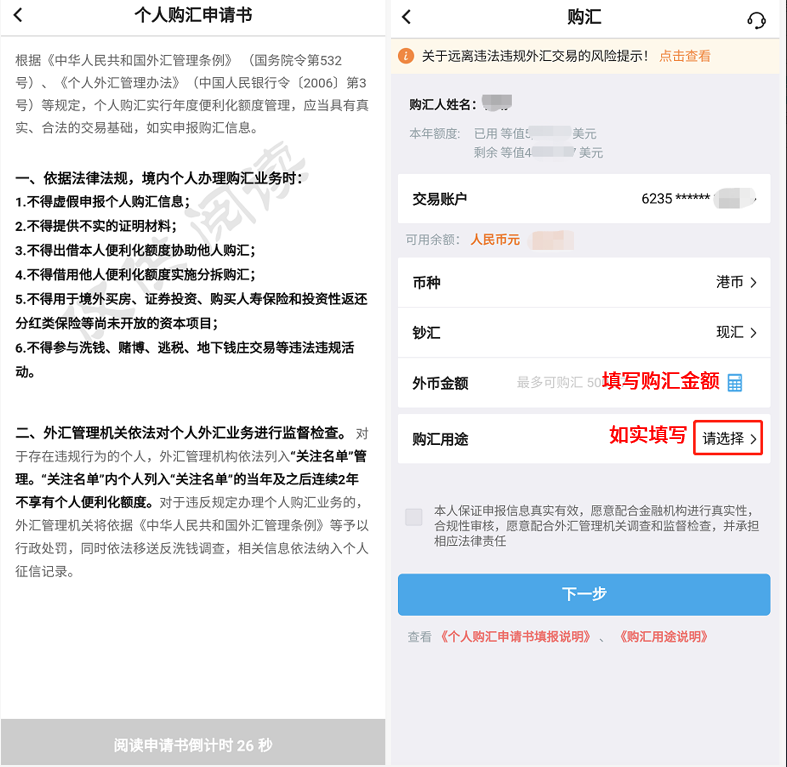 个人购汇申请书
根据《中华人民共和国外汇管理条例》（国务院令第532
号）、《个人外汇管理办法》（中国人民银行令〔2006〕第3
号）等规定，个人购汇实行年度便利化额度管理，应当具有真
实、合法的交易基础，如实申报购汇信息。
一、依据法律法规，境内个人办理购汇业务时：
1.不得虚假申报个人购汇信息；
2.不得提供不实的证明材料；
3.不得出借本人便利化额度协助他人购汇；
4.不得借用他人便利化额度实施分拆购汇；
5.不得用于境外买房、证券投资、购买人寿保险和投资性返还
分红类保险等尚未开放的资本项目；
6.不得参与洗钱、赌博、逃税、地下钱庄交易等违法违规活
动。
二、外汇管理机关依法对个人外汇业务进行监督检查。对
于存在违规行为的个人，外汇管理机构依法列入“关注名单”管
理。“关注名单”内个人列入“关注名单”的当年及之后连续2年
不享有个人便利化额度。对于违反规定办理个人购汇业务的，
外汇管理机关将依据《中华人民共和国外汇管理条例》等予以
行政处罚，同时依法移送反洗钱调查，相关信息依法纳入个人
征信记录。
仅供阅读
阅读申请书倒计时 26 秒
购汇
关于远离违法违规外汇交易的风险提示！ 点击查看
购汇人姓名：
本年额度: 已用 等值5 美元
剩余 等值4 7 美元
交易账户 6235 ******
可用余额: 人民币元
币种 港币
钞汇 现汇
外币金额 最多可购汇 50 填写购汇金额
购汇用途 如实填写 请选择
本人保证申报信息真实有效，愿意配合金融机构进行真实性，
合规性审核，愿意配合外汇管理机关调查和监督检查，并承担
相应法律责任
下一步
查看《个人购汇申请书填报说明》、《购汇用途说明》